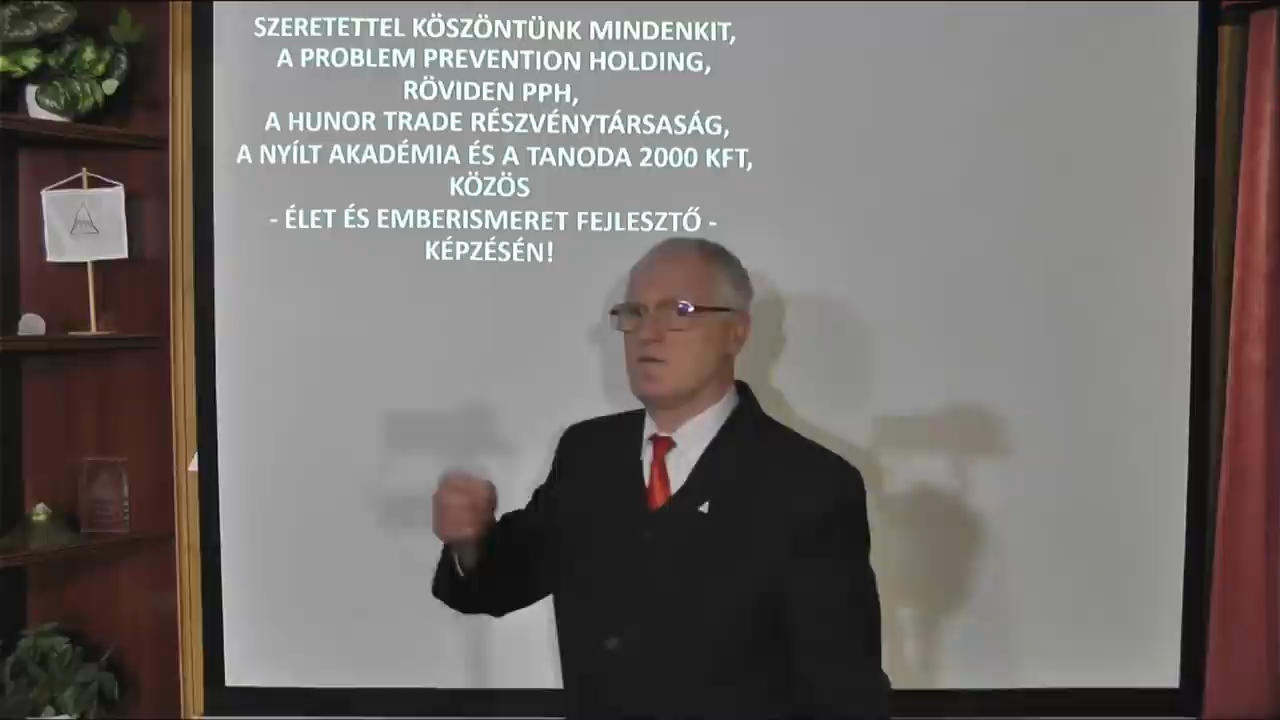 SZERETETTEL KÖSZÖNTÜNK MINDENKIT,
A PROBLEM PREVENTION HOLDING,
RÖVIDEN PPH,
A HUNOR TRADE RÉSZVÉNYTÁRSASÁG,
A NYÍLT AKADÉMIA ÉS A TANODA 2000 KFT,
KÖZÖS
- ÉLET ÉS EMBERISMERET FEJLESZTŐ -
KÉPZÉSÉN!